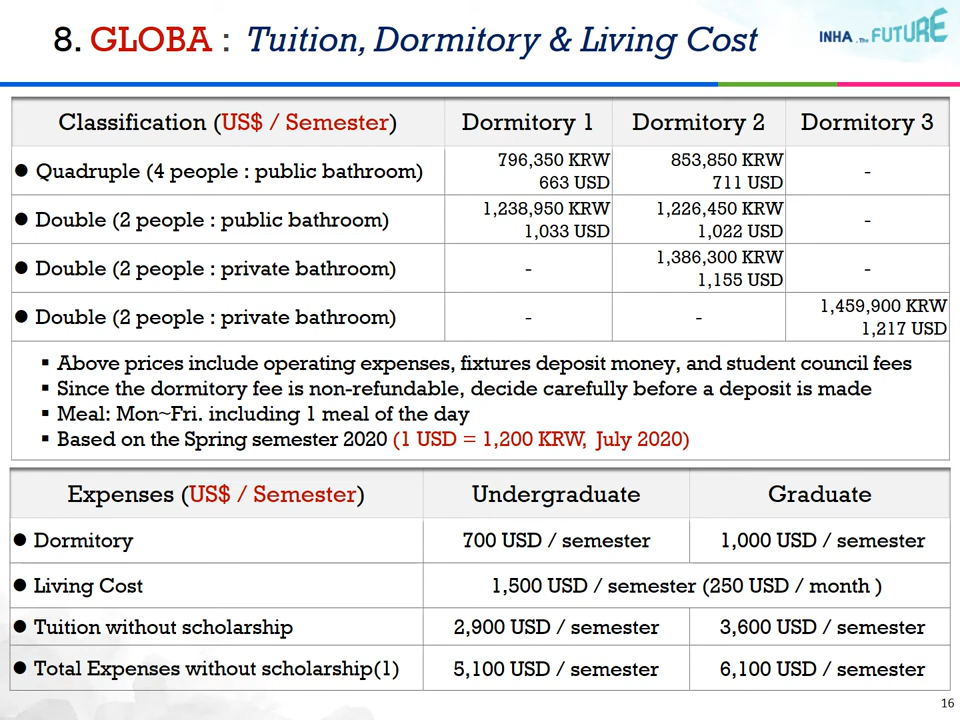 8. GLOBA : Tuition, Dormitory & Living Cost
INHA , The FUTURE
Classification (US$ / Semester) Dormitory 1 Dormitory 2 Dormitory 3
● Quadruple (4 people : public bathroom) 796,350 KRW 663 USD 853,850 KRW 711 USD -
● Double (2 people : public bathroom) 1,238,950 KRW 1,033 USD 1,226,450 KRW 1,022 USD -
● Double (2 people : private bathroom) - 1,386,300 KRW 1,155 USD -
● Double (2 people : private bathroom) - - 1,459,900 KRW 1,217 USD
▪ Above prices include operating expenses, fixtures deposit money, and student council fees
▪ Since the dormitory fee is non-refundable, decide carefully before a deposit is made
▪ Meal: Mon~Fri. including 1 meal of the day
▪ Based on the Spring semester 2020 (1 USD = 1,200 KRW, July 2020)
Expenses (US$ / Semester) Undergraduate Graduate
● Dormitory 700 USD / semester 1,000 USD / semester
● Living Cost 1,500 USD / semester (250 USD / month )
● Tuition without scholarship 2,900 USD / semester 3,600 USD / semester
● Total Expenses without scholarship(1) 5,100 USD / semester 6,100 USD / semester
16